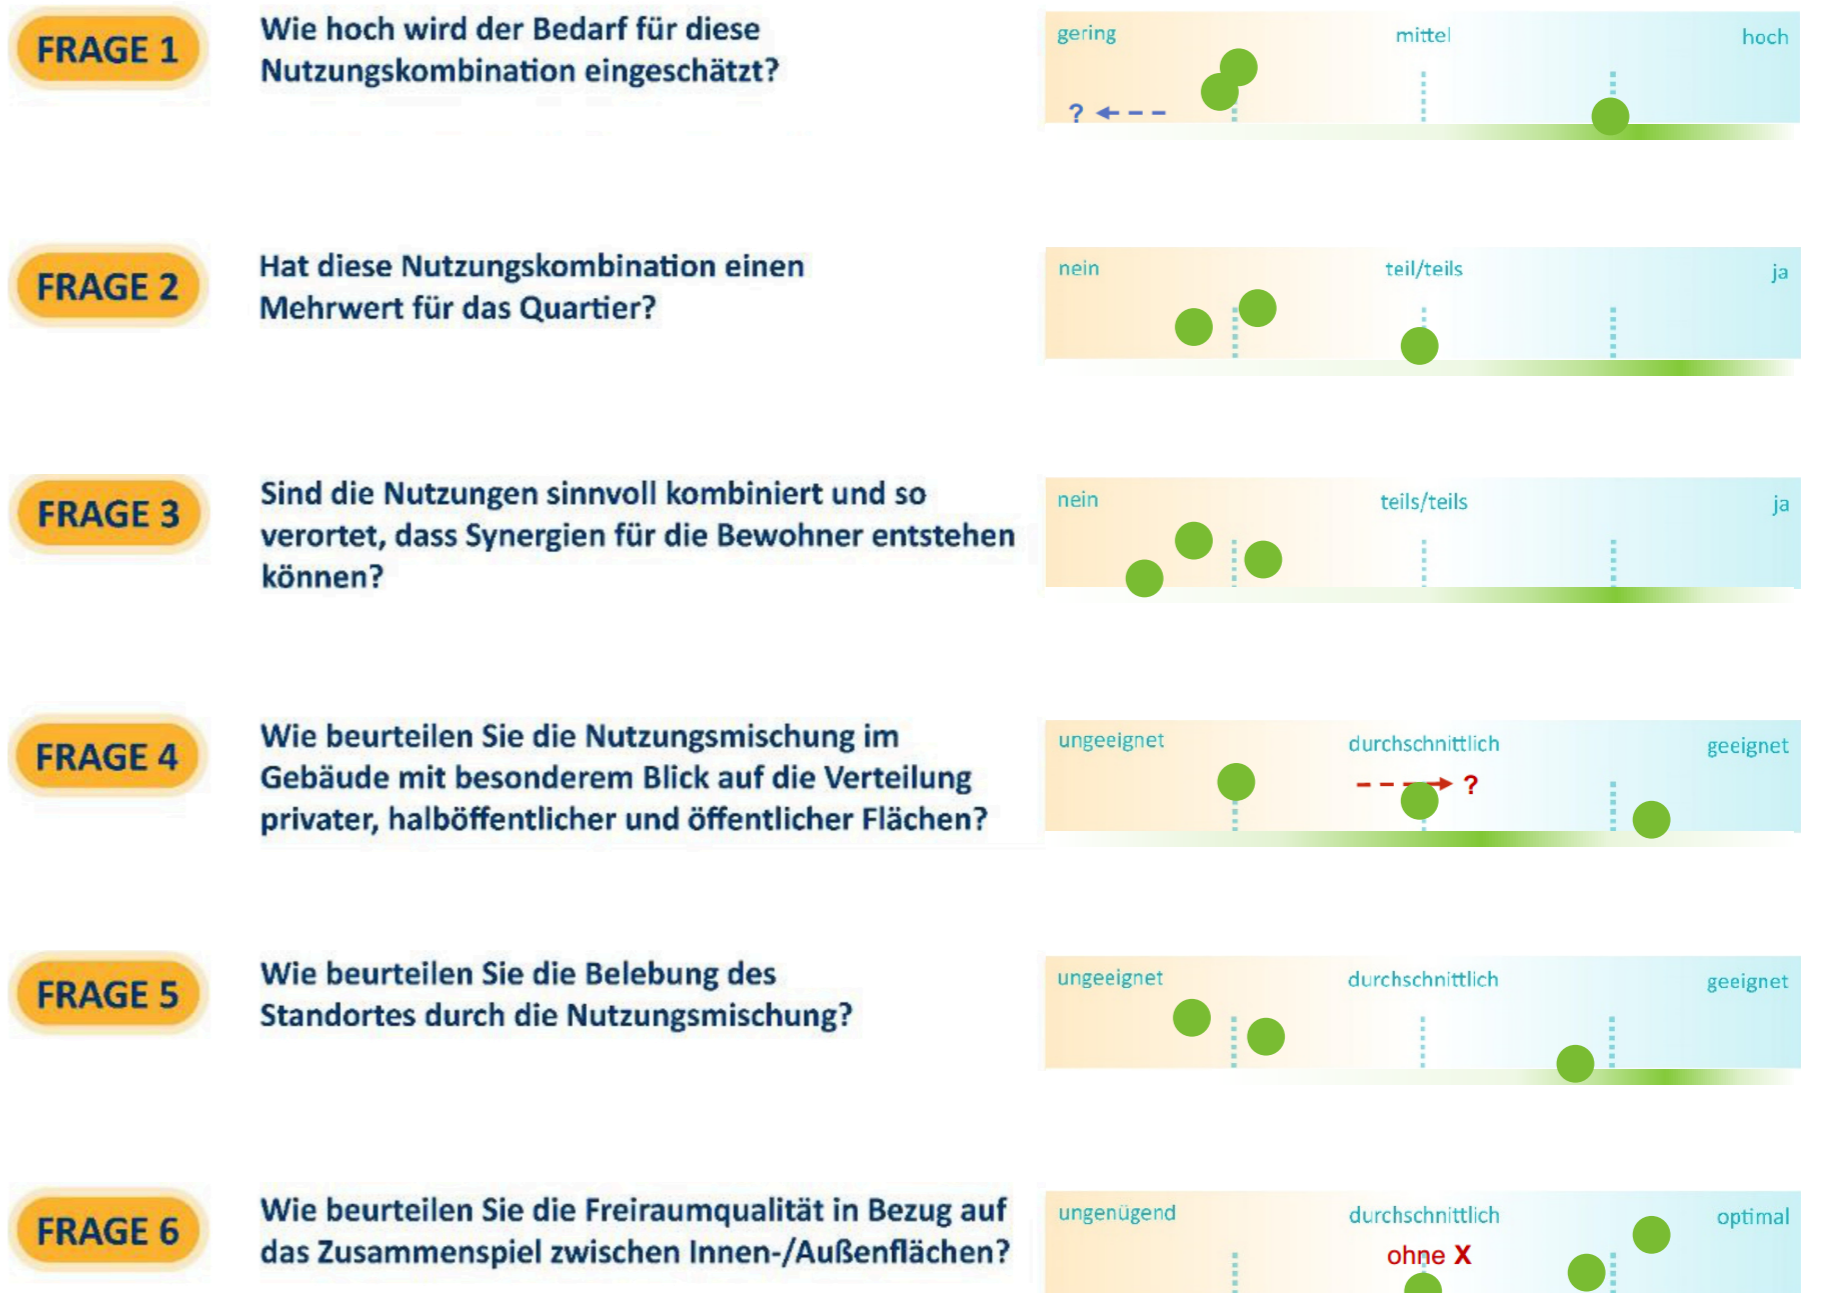 FRAGE 1
Wie hoch wird der Bedarf für diese
Nutzungskombination eingeschätzt?
gering mittel hoch
?
FRAGE 2
Hat diese Nutzungskombination einen
Mehrwert für das Quartier?
nein teil/teils ja
FRAGE 3
Sind die Nutzungen sinnvoll kombiniert und so
verortet, dass Synergien für die Bewohner entstehen
können?
nein teils/teils ja
FRAGE 4
Wie beurteilen Sie die Nutzungsmischung im
Gebäude mit besonderem Blick auf die Verteilung
privater, halböffentlicher und öffentlicher Flächen?
ungeeignet durchschnittlich geeignet
?
FRAGE 5
Wie beurteilen Sie die Belebung des
Standortes durch die Nutzungsmischung?
ungeeignet durchschnittlich geeignet
FRAGE 6
Wie beurteilen Sie die Freiraumqualität in Bezug auf
das Zusammenspiel zwischen Innen-/Außenflächen?
ungenügend durchschnittlich optimal
ohne X